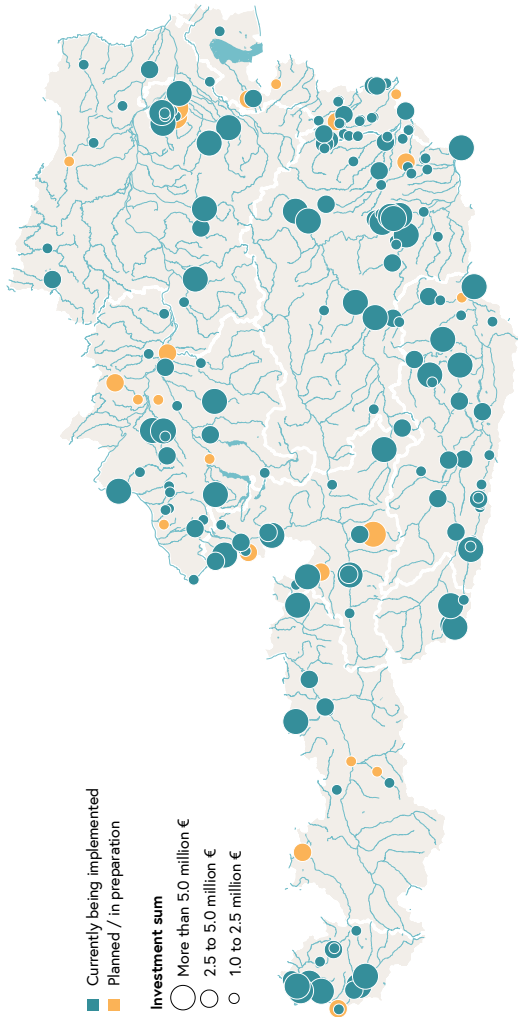 Currently being implemented
Planned / in preparation
Investment sum
More than 5.0 million €
2.5 to 5.0 million €
1.0 to 2.5 million €